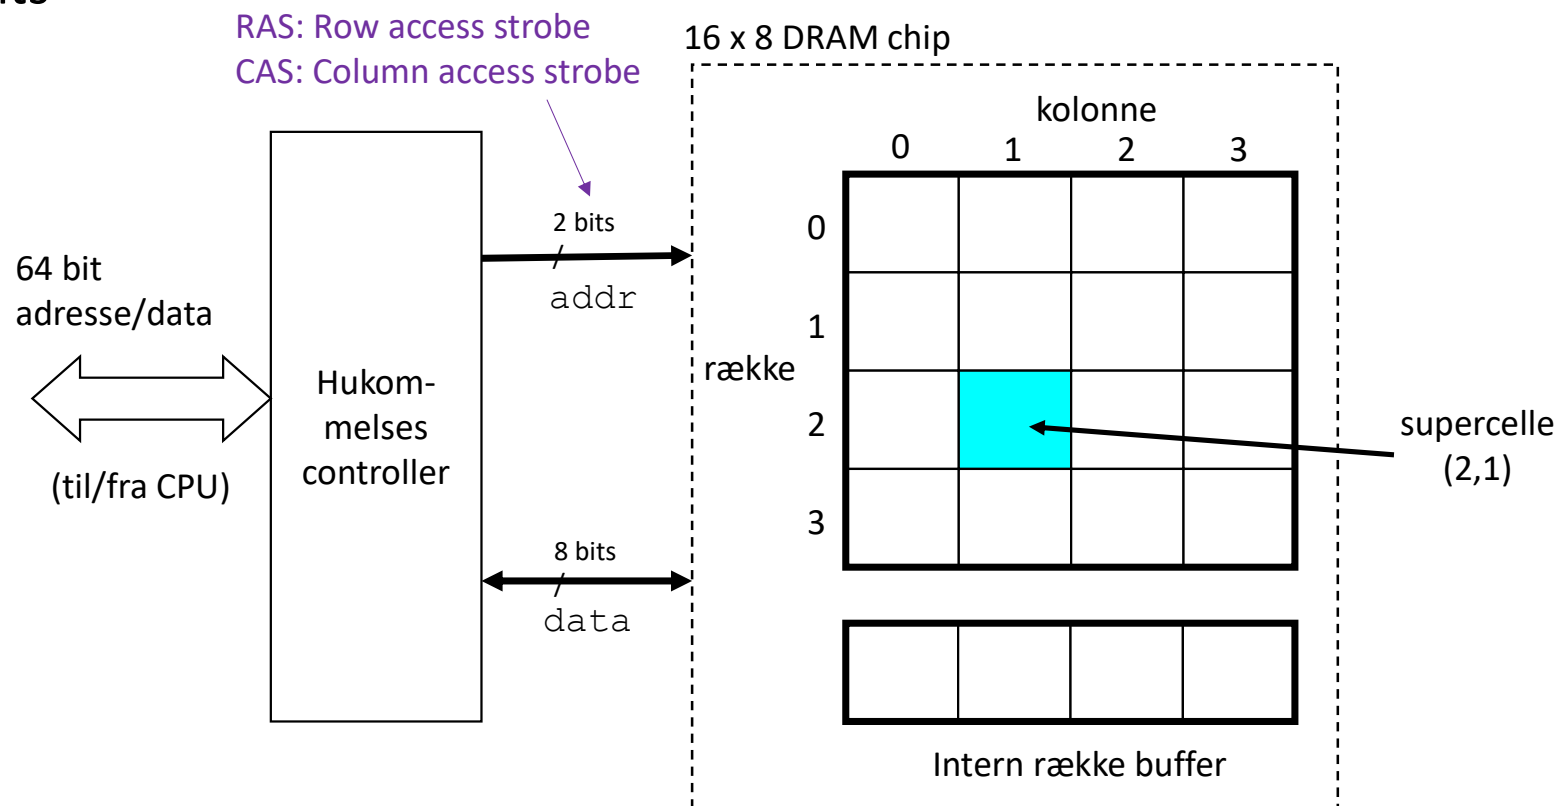 RAS: Row access strobe
CAS: Column access strobe
16 x 8 DRAM chip
kolonne
0 1 2 3
0
1
række
2
3
2 bits
addr
64 bit
adresse/data
(til/fra CPU)
Hukom-
melses
controller
8 bits
data
supercelle
(2,1)
Intern række buffer